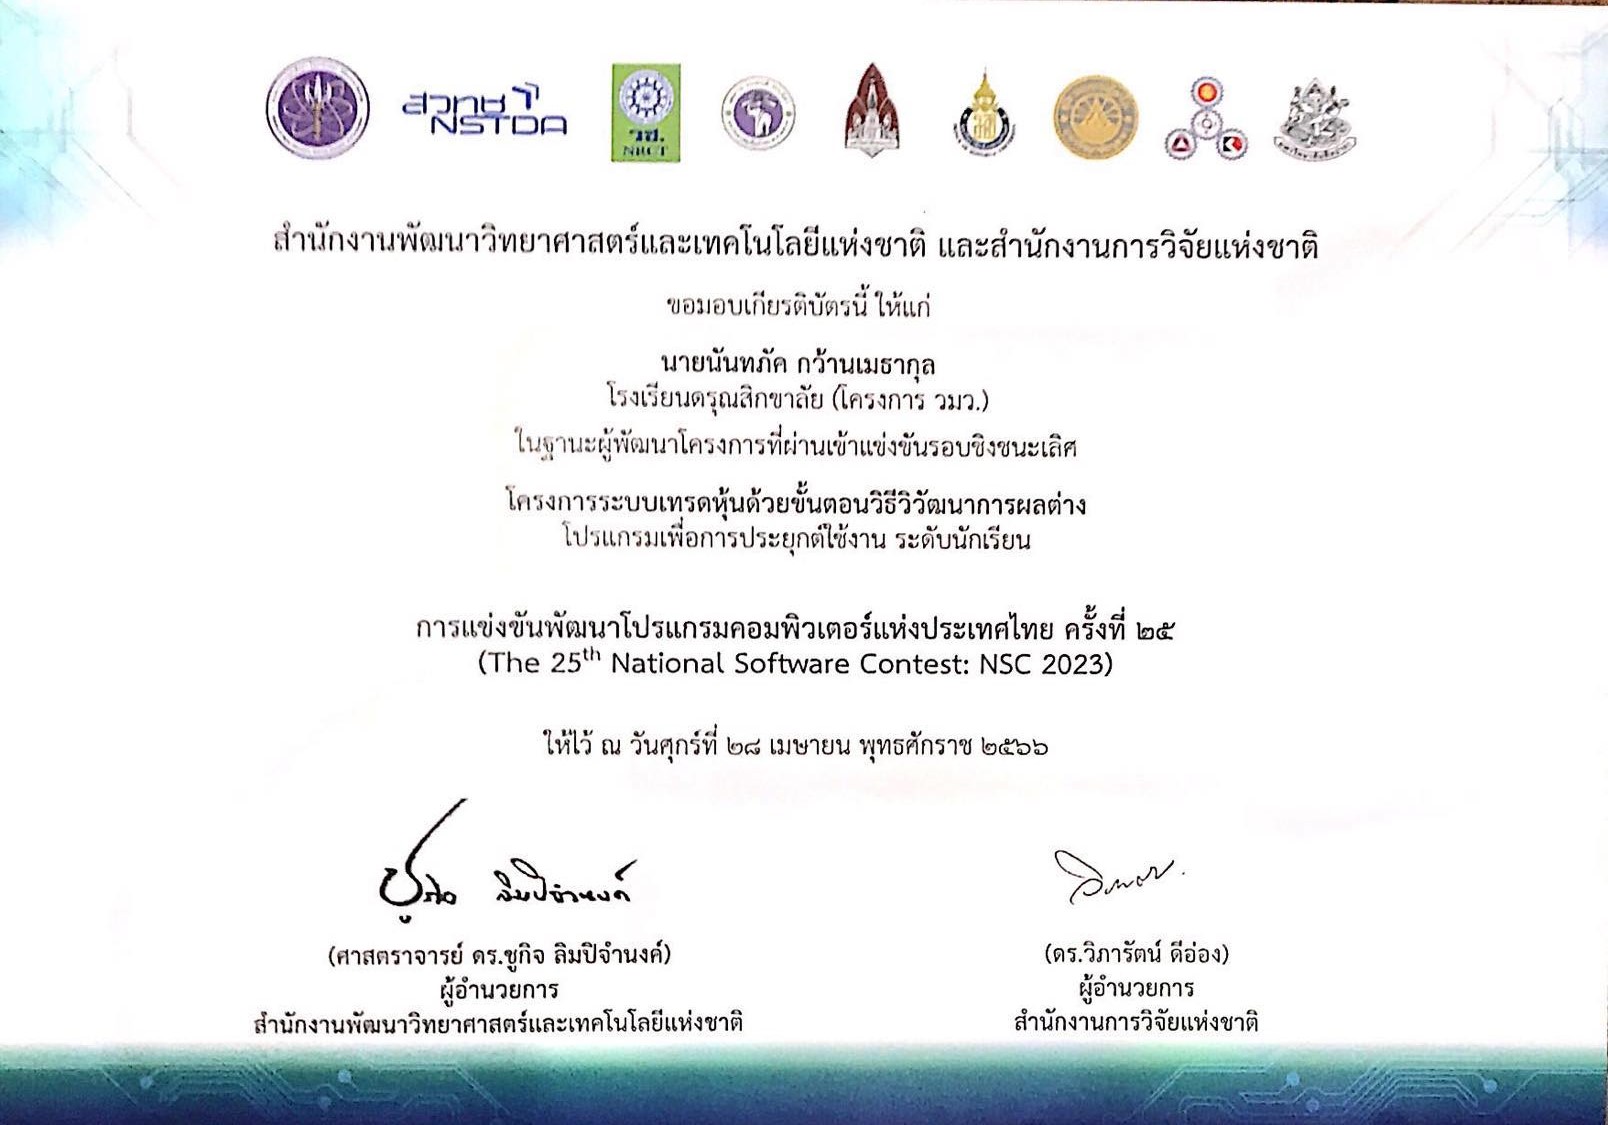 สวทช
NSTDA
วช.
NRCT
สำนักงานพัฒนาวิทยาศาสตร์และเทคโนโลยีแห่งชาติ และสำนักงานการวิจัยแห่งชาติ
ขอมอบเกียรติบัตรนี้ ให้แก่
นายนันทภัค กว้านเมธากุล
โรงเรียนดรุณสิกขาลัย (โครงการ วมว.)
ในฐานะผู้พัฒนาโครงการที่ผ่านเข้าแข่งขันรอบชิงชนะเลิศ
โครงการระบบเทรดหุ้นด้วยขั้นตอนวิธีวิวัฒนาการผลต่าง
โปรแกรมเพื่อการประยุกต์ใช้งาน ระดับนักเรียน
การแข่งขันพัฒนาโปรแกรมคอมพิวเตอร์แห่งประเทศไทย ครั้งที่ ๒๕
(The 25th National Software Contest: NSC 2023)
ให้ไว้ ณ วันศุกร์ที่ ๒๘ เมษายน พุทธศักราช ๒๕๖๖
ชูกิจ ลิมปิจำนงค์
(ศาสตราจารย์ ดร.ชูกิจ ลิมปิจำนงค์) (ดร.วิภารัตน์ ดีอ่อง)
ผู้อำนวยการ ผู้อำนวยการ
สำนักงานพัฒนาวิทยาศาสตร์และเทคโนโลยีแห่งชาติ สำนักงานการวิจัยแห่งชาติ